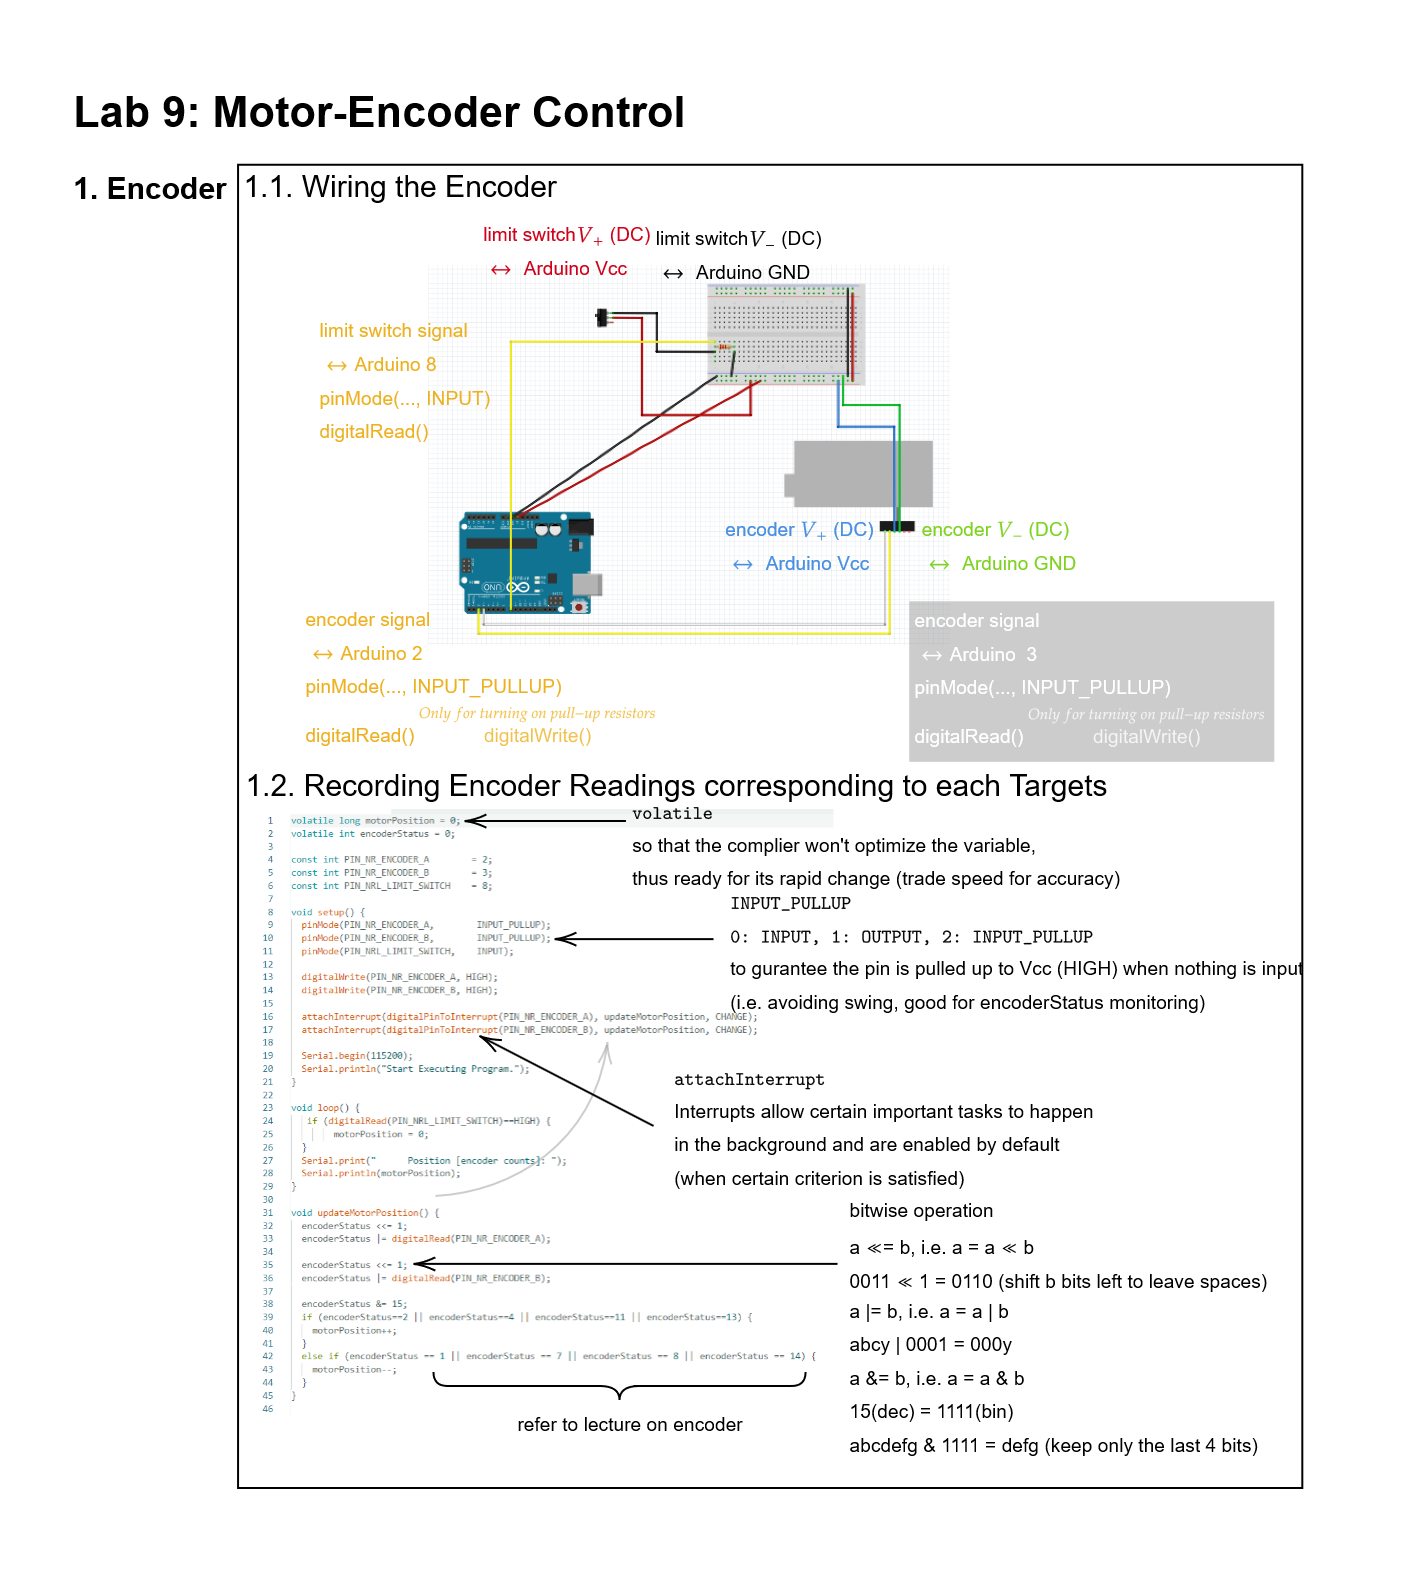 Lab 9: Motor-Encoder Control
1. Encoder
1.1. Wiring the Encoder
limit switch V₊ (DC)
↔ Arduino Vcc
limit switch V₋ (DC)
↔ Arduino GND
limit switch signal
↔ Arduino 8
pinMode(..., INPUT)
digitalRead()
encoder V₊ (DC)
↔ Arduino Vcc
encoder V₋ (DC)
↔ Arduino GND
UNO
encoder signal
↔ Arduino 2
pinMode(..., INPUT_PULLUP)
Only for turning on pull-up resistors
digitalRead() digitalWrite()
encoder signal
↔ Arduino 3
pinMode(..., INPUT_PULLUP)
Only for turning on pull-up resistors
digitalRead() digitalWrite()
1.2. Recording Encoder Readings corresponding to each Targets
1 volatile long motorPosition = 0;
2 volatile int encoderStatus = 0;
3
4 const int PIN_NR_ENCODER_A = 2;
5 const int PIN_NR_ENCODER_B = 3;
6 const int PIN_NRL_LIMIT_SWITCH = 8;
7
8 void setup() {
9 pinMode(PIN_NR_ENCODER_A, INPUT_PULLUP);
10 pinMode(PIN_NR_ENCODER_B, INPUT_PULLUP);
11 pinMode(PIN_NRL_LIMIT_SWITCH, INPUT);
12
13 digitalWrite(PIN_NR_ENCODER_A, HIGH);
14 digitalWrite(PIN_NR_ENCODER_B, HIGH);
15
16 attachInterrupt(digitalPinToInterrupt(PIN_NR_ENCODER_A), updateMotorPosition, CHANGE);
17 attachInterrupt(digitalPinToInterrupt(PIN_NR_ENCODER_B), updateMotorPosition, CHANGE);
18
19 Serial.begin(115200);
20 Serial.println("Start Executing Program.");
21 }
22
23 void loop() {
24 if (digitalRead(PIN_NRL_LIMIT_SWITCH)==HIGH) {
25 motorPosition = 0;
26 }
27 Serial.print(" Position [encoder counts]: ");
28 Serial.println(motorPosition);
29 }
30
31 void updateMotorPosition() {
32 encoderStatus <<= 1;
33 encoderStatus |= digitalRead(PIN_NR_ENCODER_A);
34
35 encoderStatus <<= 1;
36 encoderStatus |= digitalRead(PIN_NR_ENCODER_B);
37
38 encoderStatus &= 15;
39 if (encoderStatus==2 || encoderStatus==4 || encoderStatus==11 || encoderStatus==13) {
40 motorPosition++;
41 }
42 else if (encoderStatus == 1 || encoderStatus == 7 || encoderStatus == 8 || encoderStatus == 14) {
43 motorPosition--;
44 }
45 }
46
volatile
so that the complier won't optimize the variable,
thus ready for its rapid change (trade speed for accuracy)
INPUT_PULLUP
0: INPUT, 1: OUTPUT, 2: INPUT_PULLUP
to gurantee the pin is pulled up to Vcc (HIGH) when nothing is input
(i.e. avoiding swing, good for encoderStatus monitoring)
attachInterrupt
Interrupts allow certain important tasks to happen
in the background and are enabled by default
(when certain criterion is satisfied)
bitwise operation
a ≪= b, i.e. a = a ≪ b
0011 ≪ 1 = 0110 (shift b bits left to leave spaces)
a |= b, i.e. a = a | b
abcy | 0001 = 000y
a &= b, i.e. a = a & b
15(dec) = 1111(bin)
abcdefg & 1111 = defg (keep only the last 4 bits)
refer to lecture on encoder